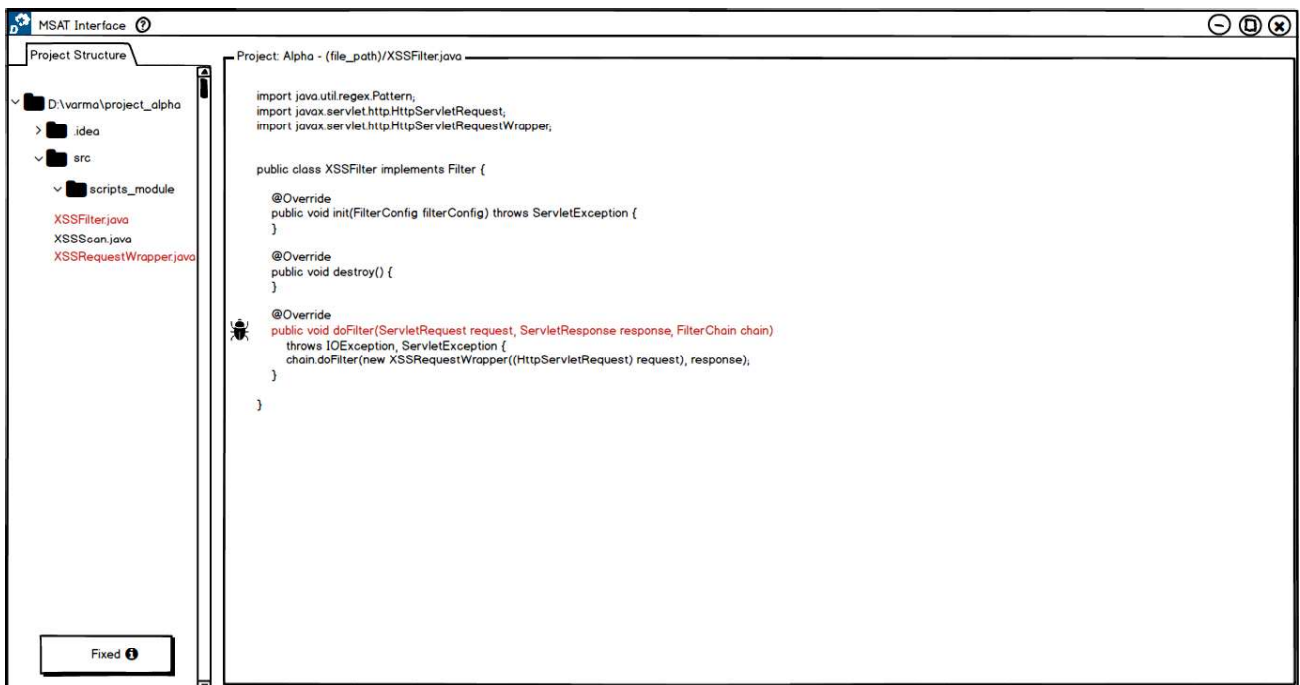 MSAT Interface ?
Project Structure
D:\varma\project_alpha
.idea
src
scripts_module
XSSFilter.java
XSSScan.java
XSSRequestWrapper.java
Fixed
Project: Alpha - (file_path)/XSSFilter.java
import java.util.regex.Pattern;
import javax.servlet.http.HttpServletRequest;
import javax.servlet.http.HttpServletRequestWrapper;
public class XSSFilter implements Filter {
@Override
public void init(FilterConfig filterConfig) throws ServletException {
}
@Override
public void destroy() {
}
@Override
public void doFilter(ServletRequest request, ServletResponse response, FilterChain chain)
throws IOException, ServletException {
chain.doFilter(new XSSRequestWrapper((HttpServletRequest) request), response);
}
}